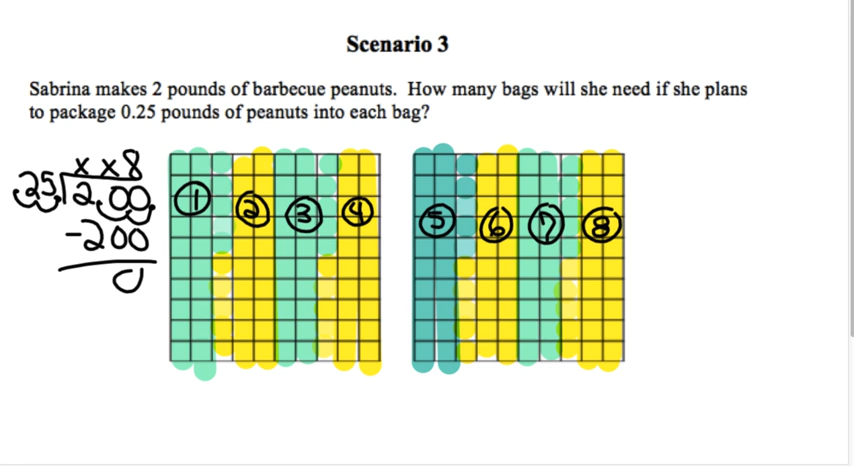 Scenario 3
Sabrina makes 2 pounds of barbecue peanuts. How many bags will she need if she plans
to package 0.25 pounds of peanuts into each bag?
x x 8
.25. 2.00.
-200
0
1 2 3 4 5 6 7 8